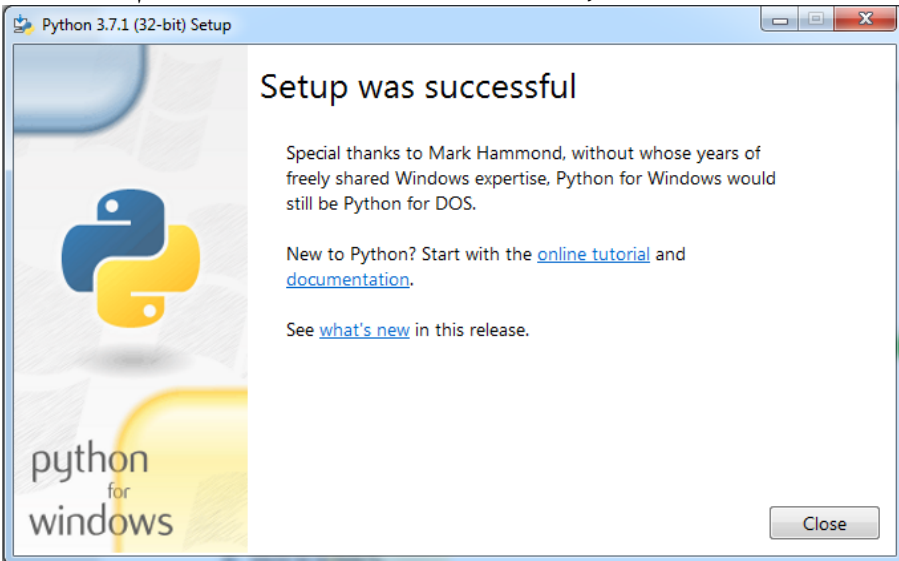 Python 3.7.1 (32-bit) Setup
Setup was successful
Special thanks to Mark Hammond, without whose years of
freely shared Windows expertise, Python for Windows would
still be Python for DOS.
New to Python? Start with the online tutorial and
documentation.
See what's new in this release.
python
for
windows
Close